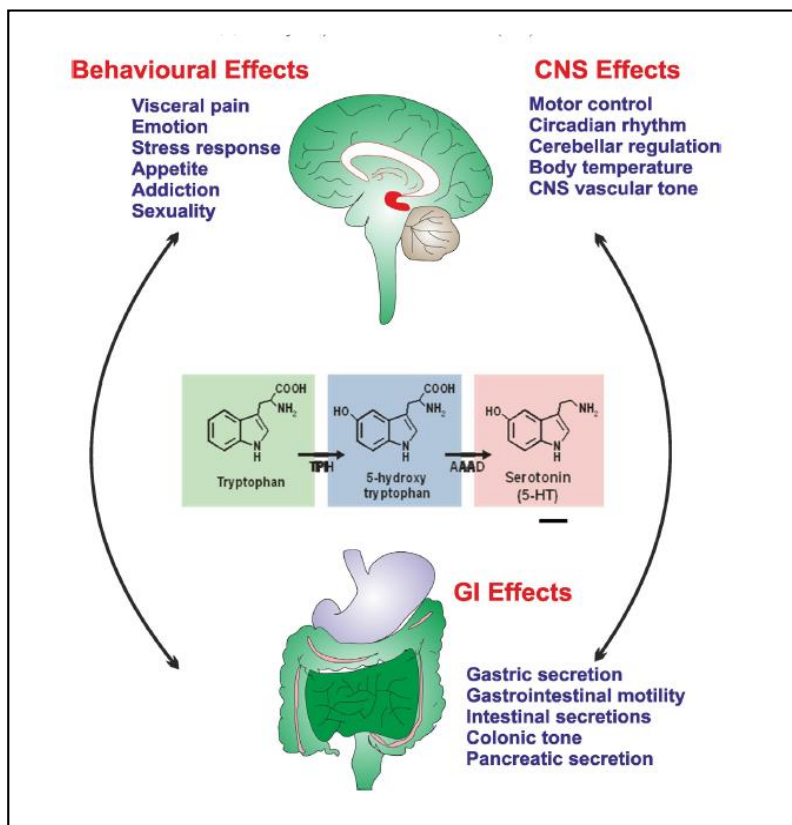 Behavioural Effects
Visceral pain
Emotion
Stress response
Appetite
Addiction
Sexuality
CNS Effects
Motor control
Circadian rhythm
Cerebellar regulation
Body temperature
CNS vascular tone
COOH
NH2
N
H
Tryptophan
TPH
HO
COOH
NH2
N
H
5-hydroxy
tryptophan
AAAD
HO
NH2
N
H
Serotonin
(5-HT)
GI Effects
Gastric secretion
Gastrointestinal motility
Intestinal secretions
Colonic tone
Pancreatic secretion